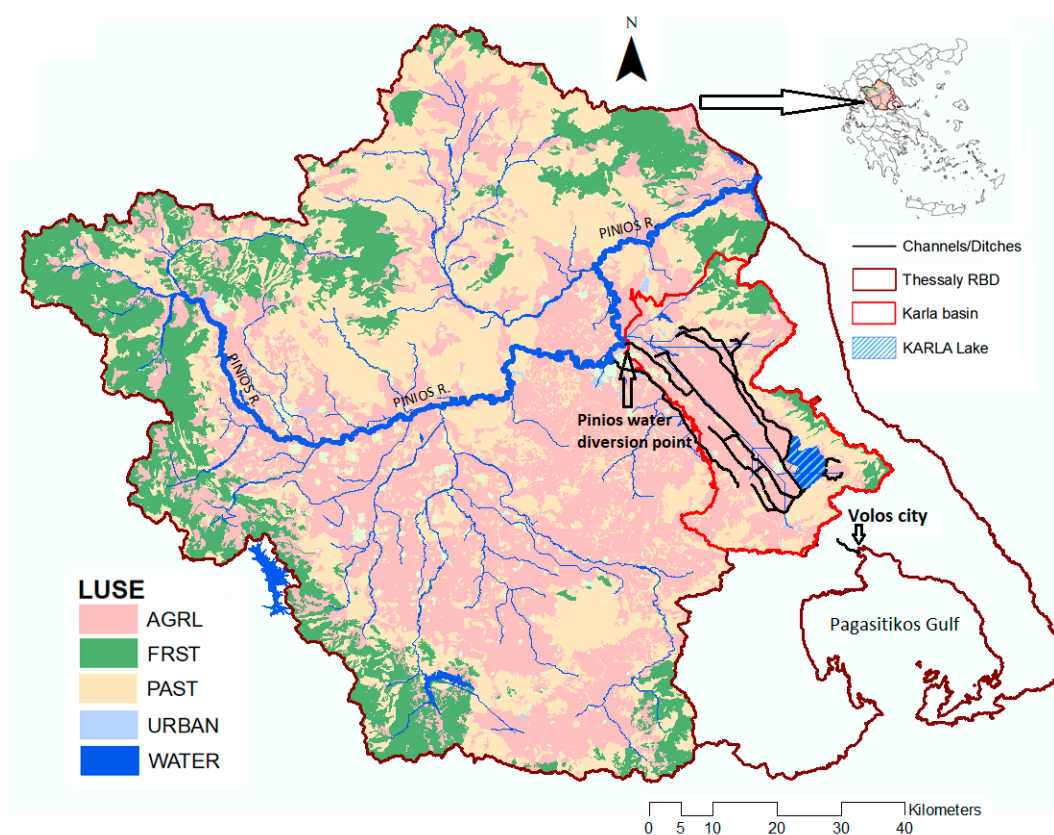 N
Channels/Ditches
Thessaly RBD
Karla basin
KARLA Lake
PINIOS R.
PINIOS R.
PINIOS R.
Pinios water
diversion point
Volos city
Pagasitikos Gulf
LUSE
AGRL
FRST
PAST
URBAN
WATER
Kilometers
0 5 10 20 30 40